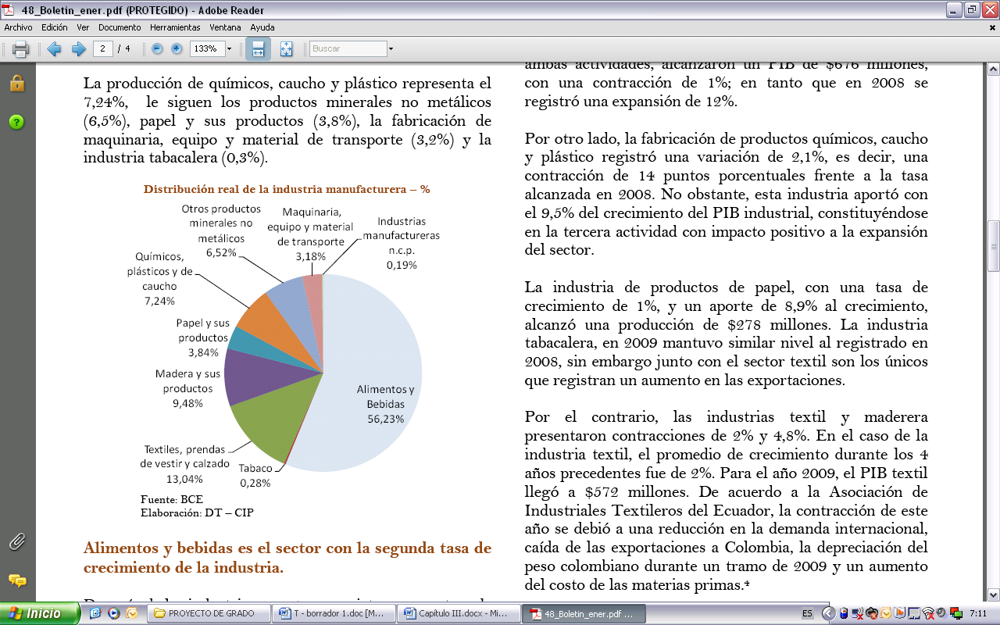 48_Boletin_ener.pdf (PROTEGIDO) - Adobe Reader
Archivo Edición Ver Documento Herramientas Ventana Ayuda
2 / 4 133% Buscar
La producción de químicos, caucho y plástico representa el
7,24%, le siguen los productos minerales no metálicos
(6,5%), papel y sus productos (3,8%), la fabricación de
maquinaria, equipo y material de transporte (3,2%) y la
industria tabacalera (0,3%).
Distribución real de la industria manufacturera – %
Otros productos
minerales no
metálicos
6,52%
Maquinaria,
equipo y material
de transporte
3,18%
Industrias
manufactureras
n.c.p.
0,19%
Químicos,
plásticos y de
caucho
7,24%
Papel y sus
productos
3,84%
Madera y sus
productos
9,48%
Alimentos y
Bebidas
56,23%
Textiles, prendas
de vestir y calzado
13,04%
Tabaco
0,28%
Fuente: BCE
Elaboración: DT – CIP
Alimentos y bebidas es el sector con la segunda tasa de
crecimiento de la industria.
ambas actividades, alcanzaron un PIB de $676 millones,
con una contracción de 1%; en tanto que en 2008 se
registró una expansión de 12%.
Por otro lado, la fabricación de productos químicos, caucho
y plástico registró una variación de 2,1%, es decir, una
contracción de 14 puntos porcentuales frente a la tasa
alcanzada en 2008. No obstante, esta industria aportó con
el 9,5% del crecimiento del PIB industrial, constituyéndose
en la tercera actividad con impacto positivo a la expansión
del sector.
La industria de productos de papel, con una tasa de
crecimiento de 1%, y un aporte de 8,9% al crecimiento,
alcanzó una producción de $278 millones. La industria
tabacalera, en 2009 mantuvo similar nivel al registrado en
2008, sin embargo junto con el sector textil son los únicos
que registran un aumento en las exportaciones.
Por el contrario, las industrias textil y maderera
presentaron contracciones de 2% y 4,8%. En el caso de la
industria textil, el promedio de crecimiento durante los 4
años precedentes fue de 2%. Para el año 2009, el PIB textil
llegó a $572 millones. De acuerdo a la Asociación de
Industriales Textileros del Ecuador, la contracción de este
año se debió a una reducción en la demanda internacional,
caída de las exportaciones a Colombia, la depreciación del
peso colombiano durante un tramo de 2009 y un aumento
del costo de las materias primas.⁴
Inicio PROYECTO DE GRADO T - borrador 1.doc [M... Capítulo III.docx - Mi... 48_Boletin_ener.pdf ... ES 7:11